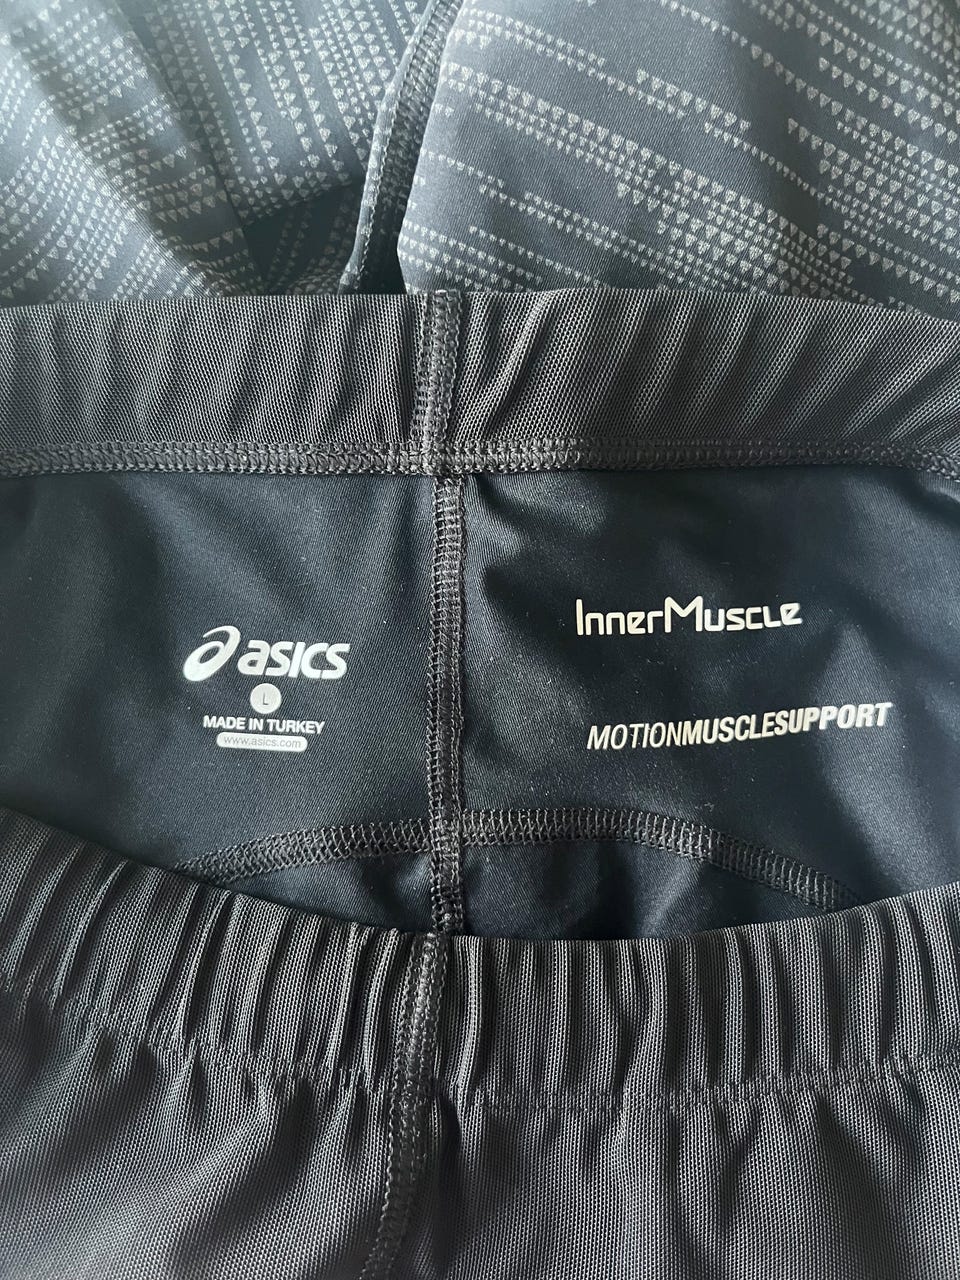 asics
L
MADE IN TURKEY
www.asics.com
InnerMuscle
MOTIONMUSCLESUPPORT